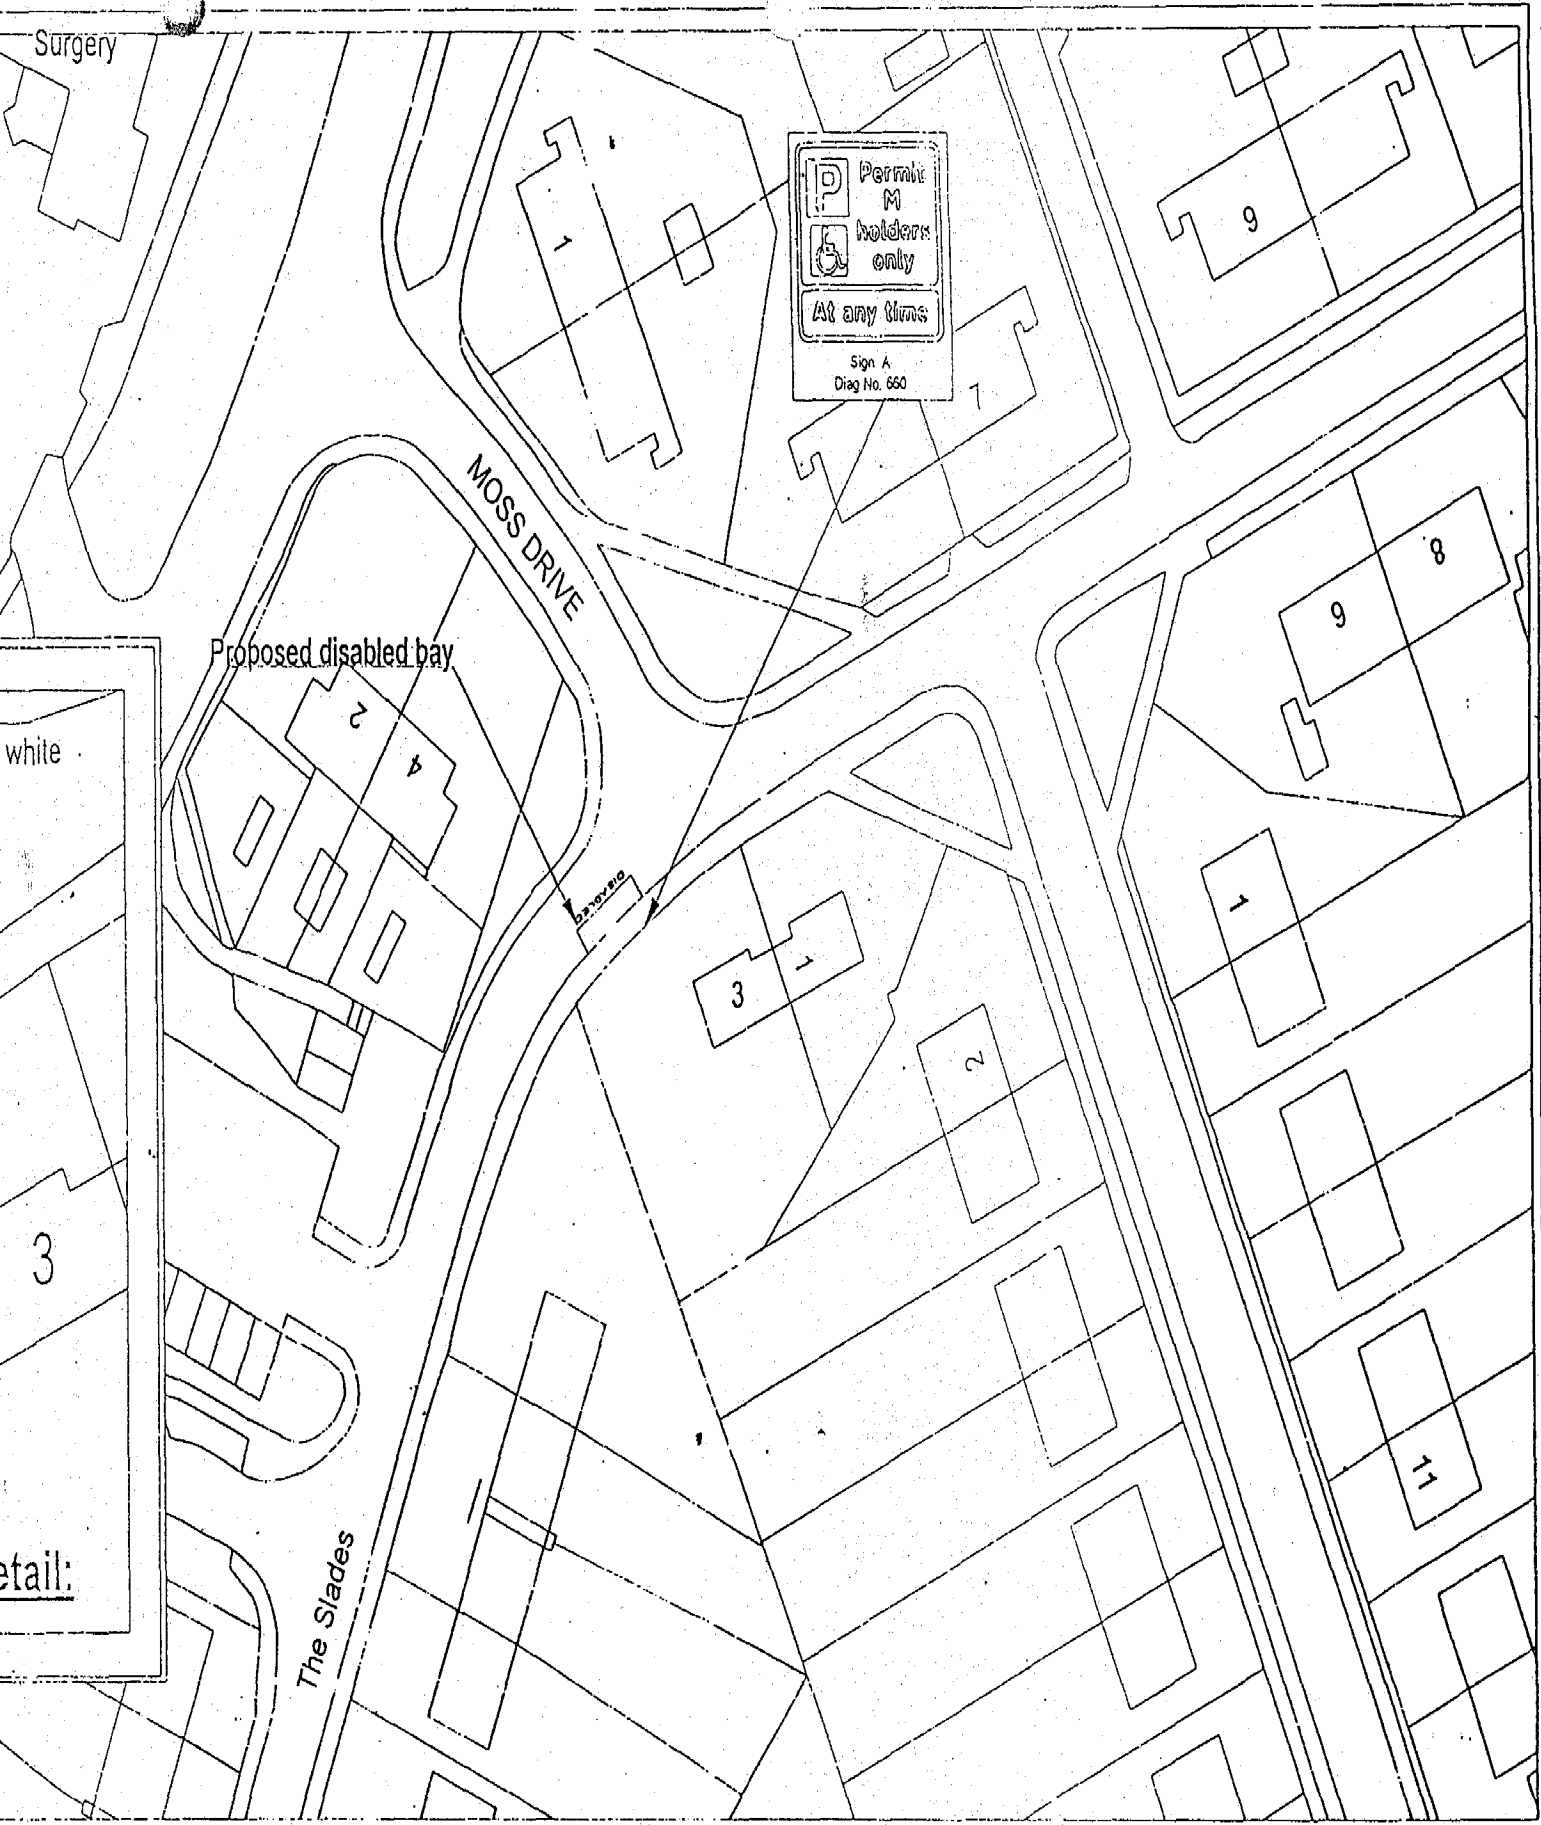 Surgery
P
Permit
M
holders
only
At any time
Sign A
Diag No. 660
1
9
7
MOSS DRIVE
8
9
Proposed disabled bay
2
4
white
DISABLED
1
3
1
2
3
11
etail:
The Slades